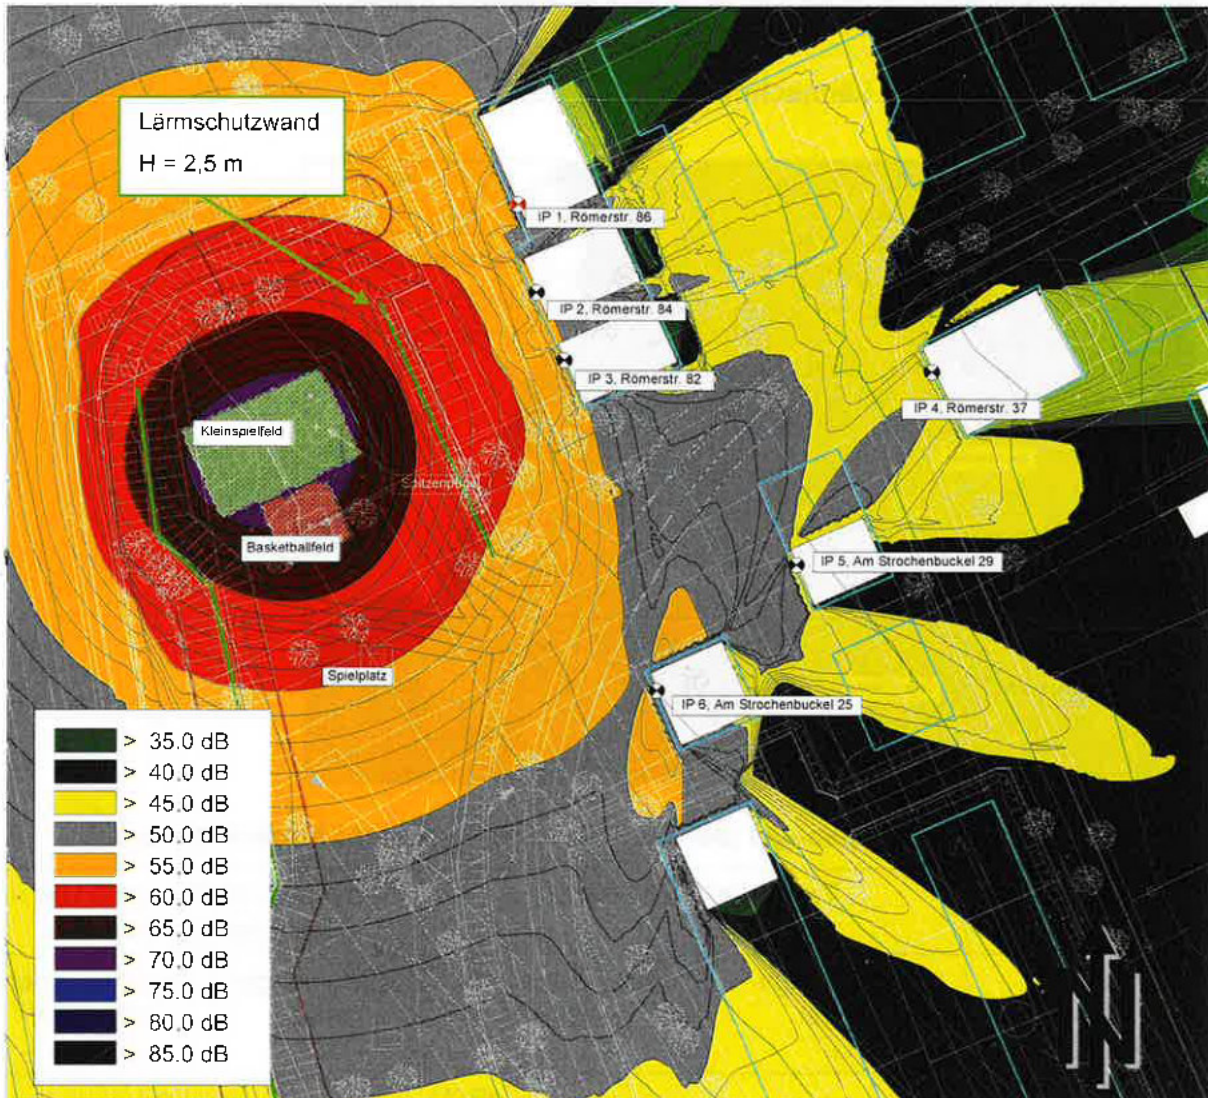 Lärmschutzwand
H = 2,5 m
IP 1, Römerstr. 86
IP 2, Römerstr. 84
IP 3, Römerstr. 82
IP 4, Römerstr. 37
Kleinspielfeld
Basketballfeld
IP 5, Am Strochenbuckel 29
Spielplatz
IP 6, Am Strochenbuckel 25
> 35.0 dB
> 40.0 dB
> 45.0 dB
> 50.0 dB
> 55.0 dB
> 60.0 dB
> 65.0 dB
> 70.0 dB
> 75.0 dB
> 80.0 dB
> 85.0 dB